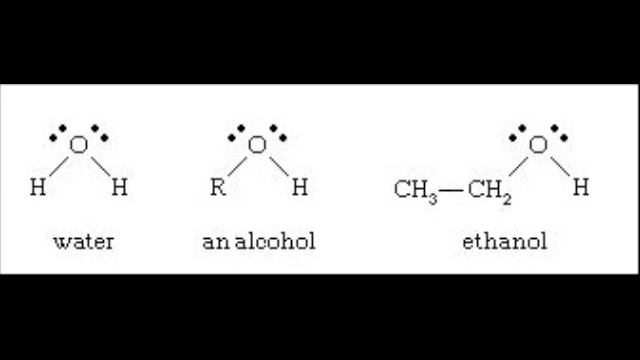 O O O
H H R H CH₃—CH₂ H
water an alcohol ethanol